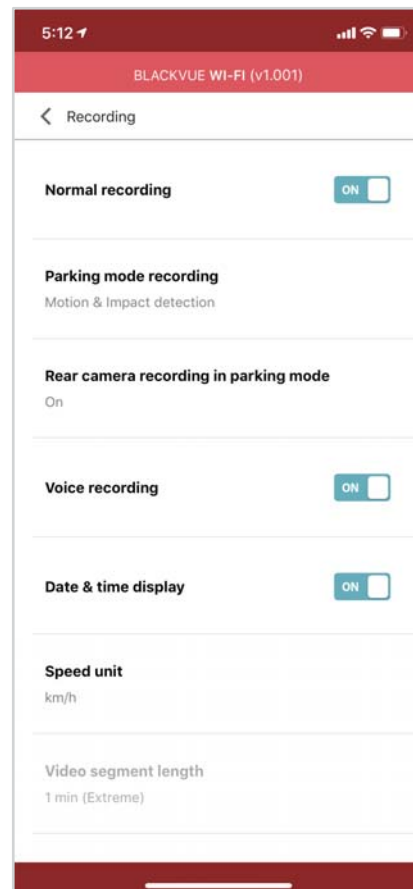 5:12
BLACKVUE WI-FI (v1.001)
Recording
Normal recording
ON
Parking mode recording
Motion & Impact detection
Rear camera recording in parking mode
On
Voice recording
ON
Date & time display
ON
Speed unit
km/h
Video segment length
1 min (Extreme)